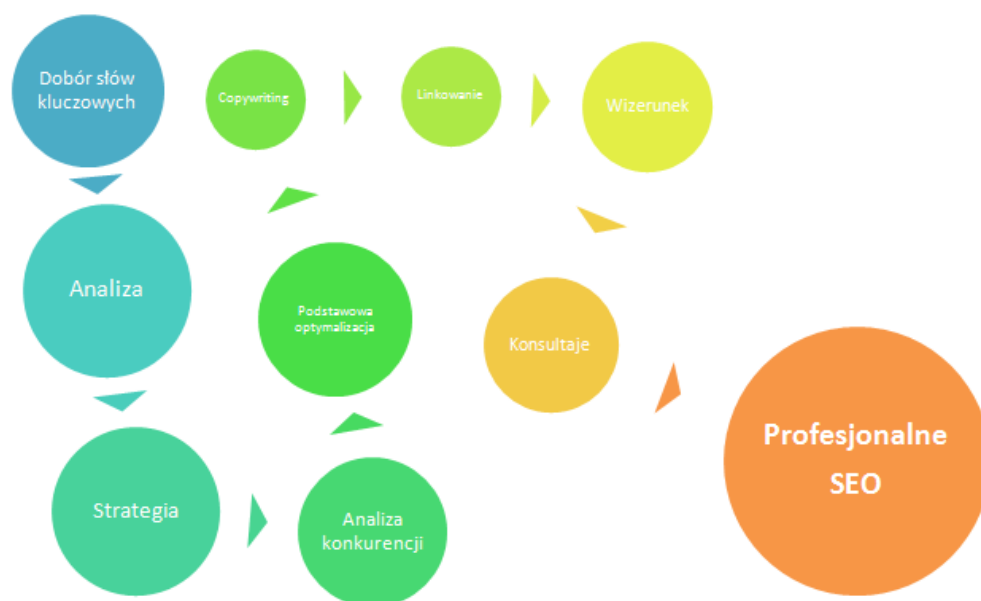 Dobór słów
kluczowych
Analiza
Strategia
Analiza
konkurencji
Podstawowa
optymalizacja
Copywriting
Linkowanie
Wizerunek
Konsultaje
Profesjonalne
SEO